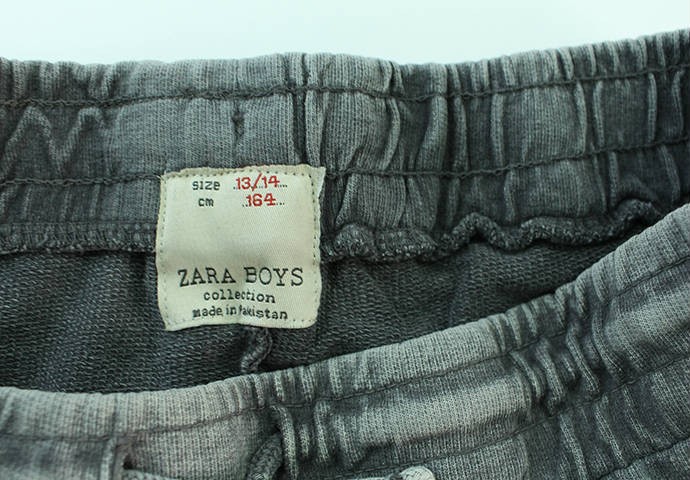 SIZE 13/14
CM 164
ZARA BOYS
collection
made in Pakistan